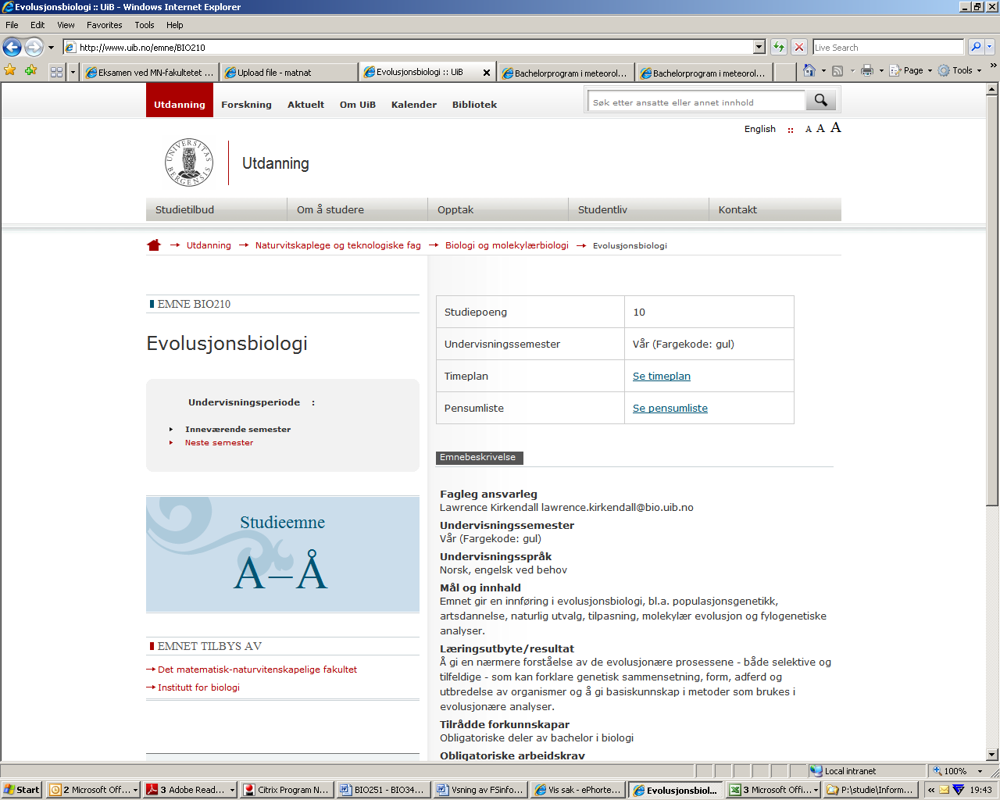 Evolusjonsbiologi :: UiB - Windows Internet Explorer
File Edit View Favorites Tools Help
http://www.uib.no/emne/BIO210
Live Search
Eksamen ved MN-fakultetet ...
Upload file - matnat
Evolusjonsbiologi :: UiB
Bachelorprogram i meteorol...
Bachelorprogram i meteorol...
Page
Tools
Utdanning Forskning Aktuelt Om UiB Kalender Bibliotek
Søk etter ansatte eller annet innhold
English :: A A A
UNIVERSITAS BERGENSIS
Utdanning
Studietilbud Om å studere Opptak Studentliv Kontakt
Utdanning → Naturvitskaplege og teknologiske fag → Biologi og molekylærbiologi → Evolusjonsbiologi
EMNE BIO210
Evolusjonsbiologi
Undervisningsperiode :
Inneværende semester
Neste semester
Studieemne
A–Å
EMNET TILBYS AV
→ Det matematisk-naturvitenskapelige fakultet
→ Institutt for biologi
Studiepoeng 10
Undervisningssemester Vår (Fargekode: gul)
Timeplan Se timeplan
Pensumliste Se pensumliste
Emnebeskrivelse
Fagleg ansvarleg
Lawrence Kirkendall lawrence.kirkendall@bio.uib.no
Undervisningssemester
Vår (Fargekode: gul)
Undervisningsspråk
Norsk, engelsk ved behov
Mål og innhald
Emnet gir en innføring i evolusjonsbiologi, bl.a. populasjonsgenetikk,
artsdannelse, naturlig utvalg, tilpasning, molekylær evolusjon og fylogenetiske
analyser.
Læringsutbyte/resultat
Å gi en nærmere forståelse av de evolusjonære prosessene - både selektive og
tilfeldige - som kan forklare genetisk sammensetning, form, adferd og
utbredelse av organismer og å gi basiskunnskap i metoder som brukes i
evolusjonære analyser.
Tilrådde forkunnskapar
Obligatoriske deler av bachelor i biologi
Obligatoriske arbeidskrav
Local intranet
100%
Start
2 Microsoft Off...
3 Adobe Read...
Citrix Program N...
BIO251 - BIO34...
Vsning av FSinfo...
Vis sak - ePhorte...
Evolusjonsbiol...
3 Microsoft Off...
P:\studie\Inform...
19:43